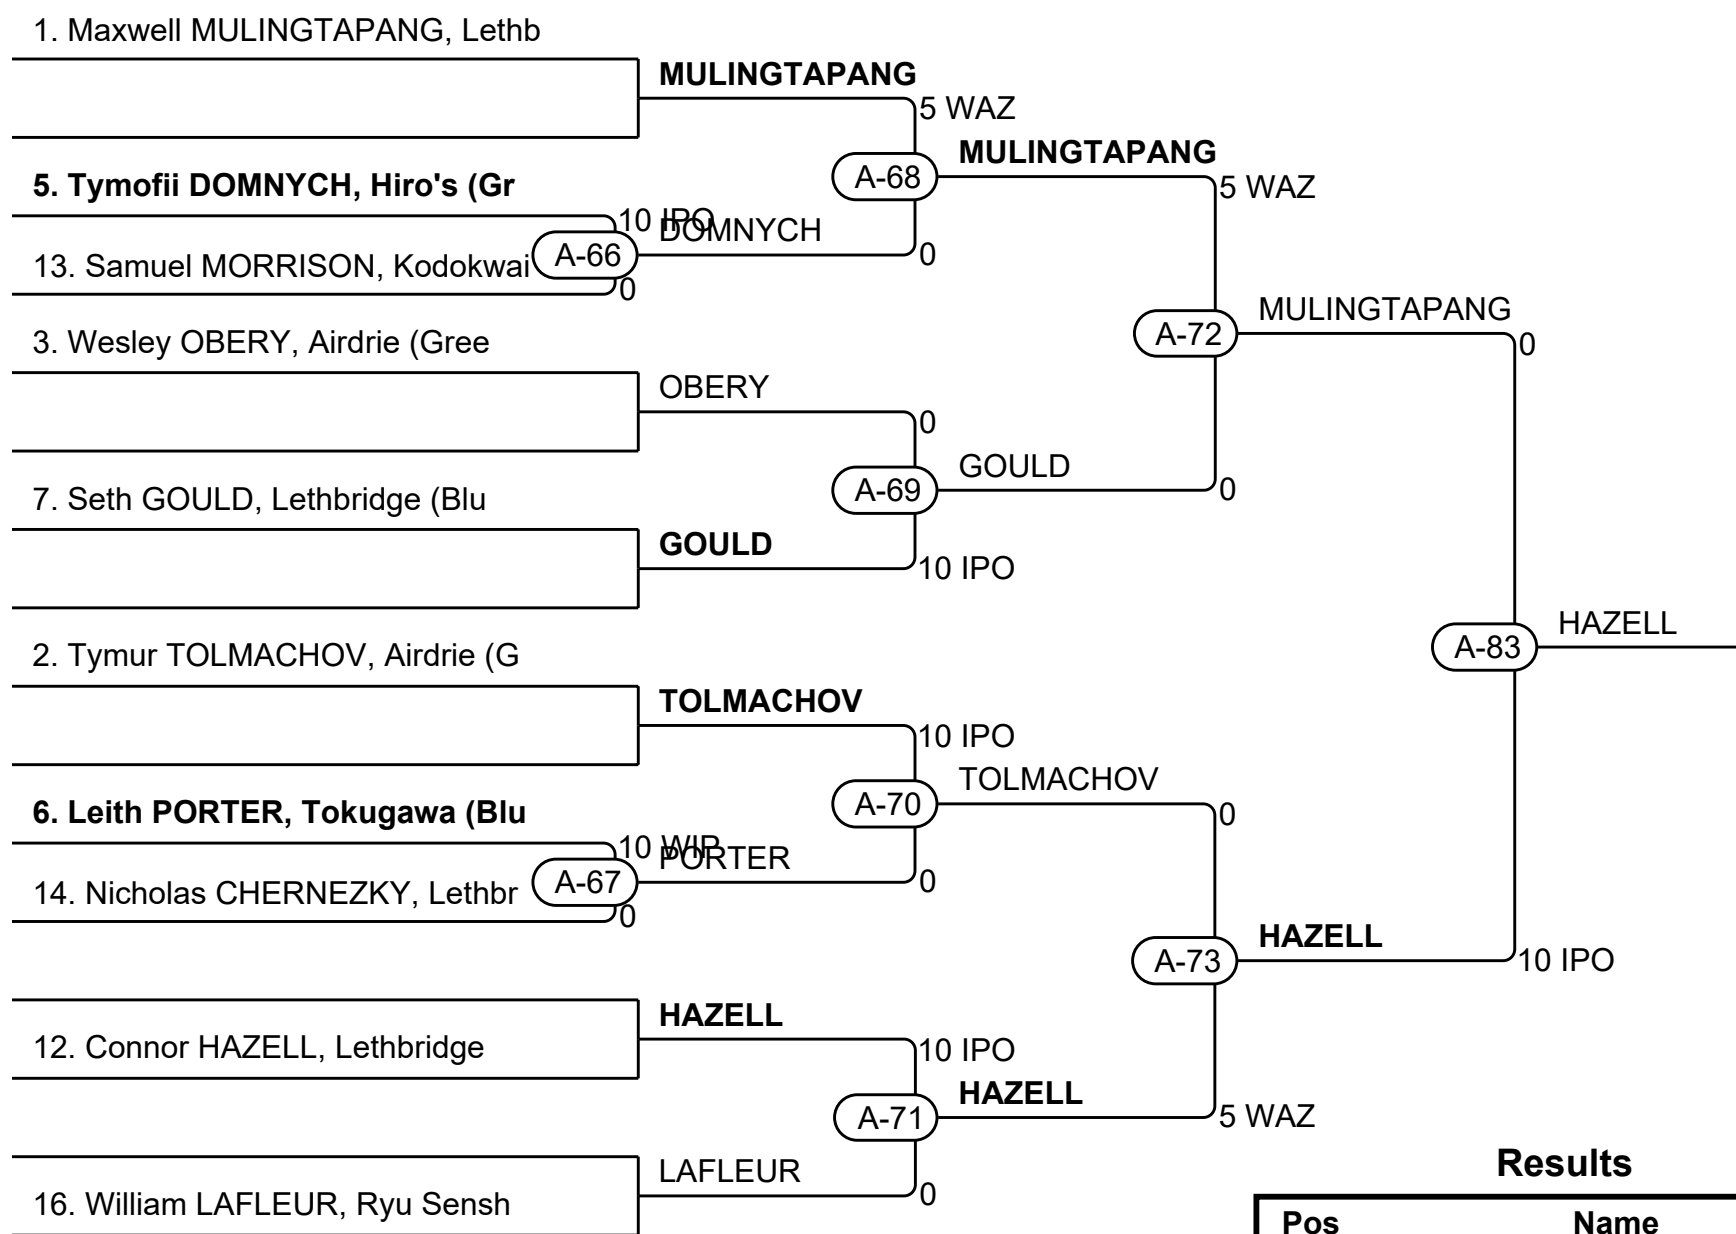 1. Maxwell MULINGTAPANG, Lethb
MULINGTAPANG
5 WAZ
A-68
MULINGTAPANG
5 WAZ
5. Tymofii DOMNYCH, Hiro's (Gr
10 IPO
DOMNYCH
0
A-66
13. Samuel MORRISON, Kodokwai
0
A-72
MULINGTAPANG
0
3. Wesley OBERY, Airdrie (Gree
OBERY
0
A-69
GOULD
0
7. Seth GOULD, Lethbridge (Blu
GOULD
10 IPO
A-83
HAZELL
2. Tymur TOLMACHOV, Airdrie (G
TOLMACHOV
10 IPO
A-70
TOLMACHOV
0
6. Leith PORTER, Tokugawa (Blu
10 WIP
PORTER
0
A-67
14. Nicholas CHERNEZKY, Lethbr
0
A-73
HAZELL
10 IPO
HAZELL
10 IPO
12. Connor HAZELL, Lethbridge
A-71
HAZELL
5 WAZ
LAFLEUR
0
16. William LAFLEUR, Ryu Sensh
Results
Pos Name